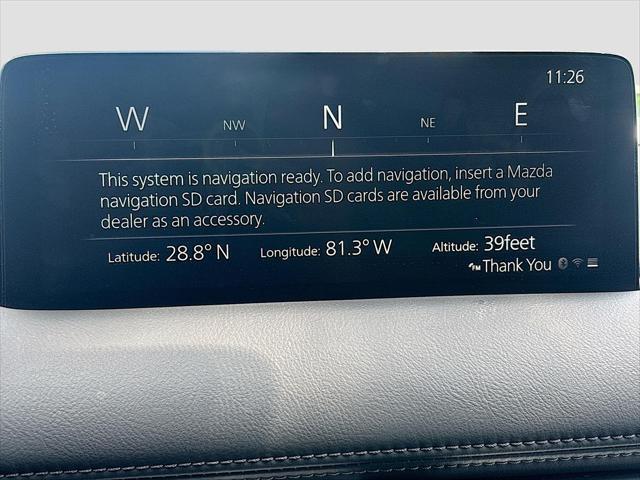 11:26
W NW N NE E
This system is navigation ready. To add navigation, insert a Mazda
navigation SD card. Navigation SD cards are available from your
dealer as an accessory.
Latitude: 28.8° N Longitude: 81.3° W Altitude: 39feet
FM Thank You